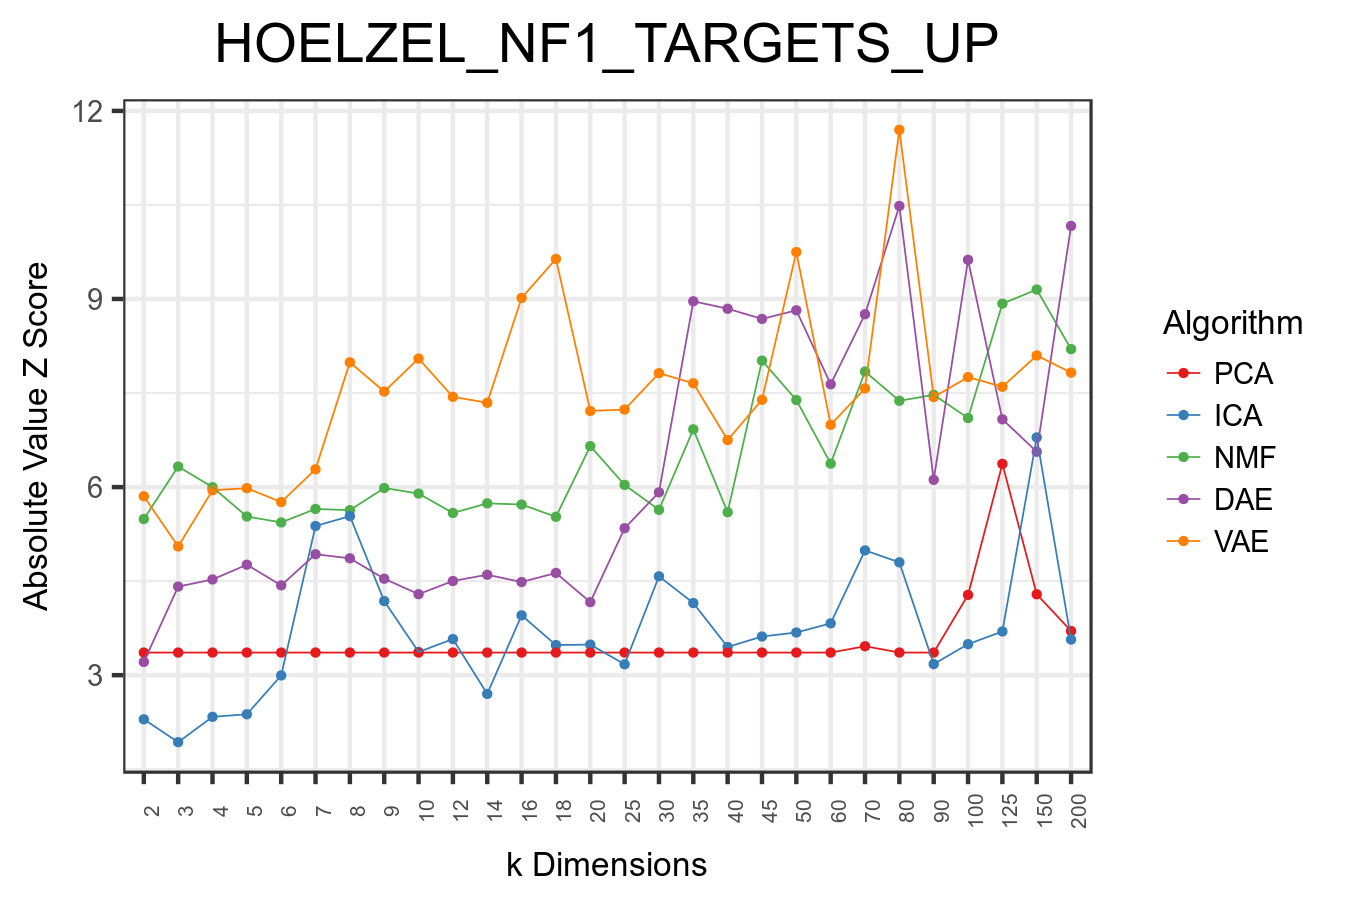 HOELZEL_NF1_TARGETS_UP
Absolute Value Z Score
12
9
6
3
2 3 4 5 6 7 8 9 10 12 14 16 18 20 25 30 35 40 45 50 60 70 80 90 100 125 150 200
k Dimensions
Algorithm
PCA
ICA
NMF
DAE
VAE